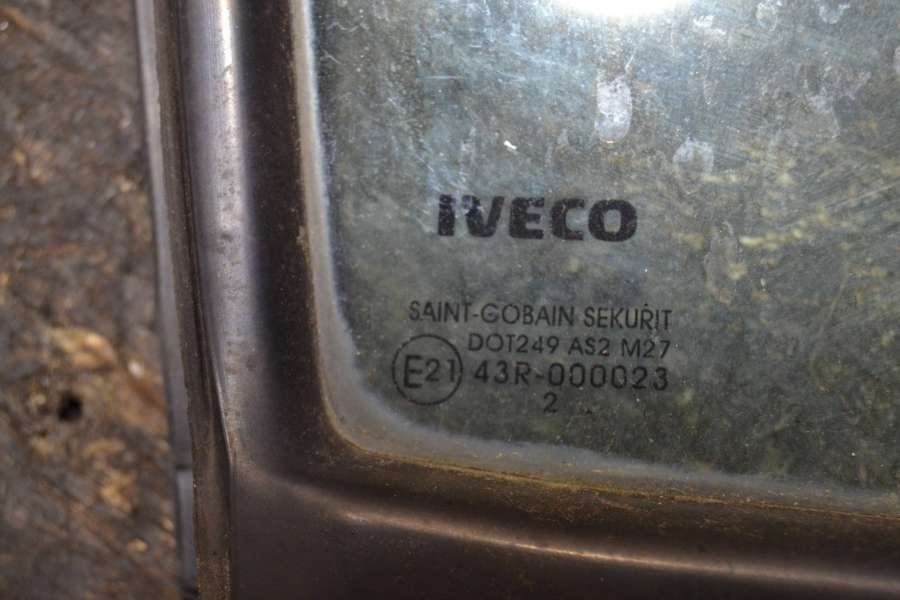 IVECO
SAINT-GOBAIN SEKURIT
DOT249 AS2 M27
E21 43R-000023
2